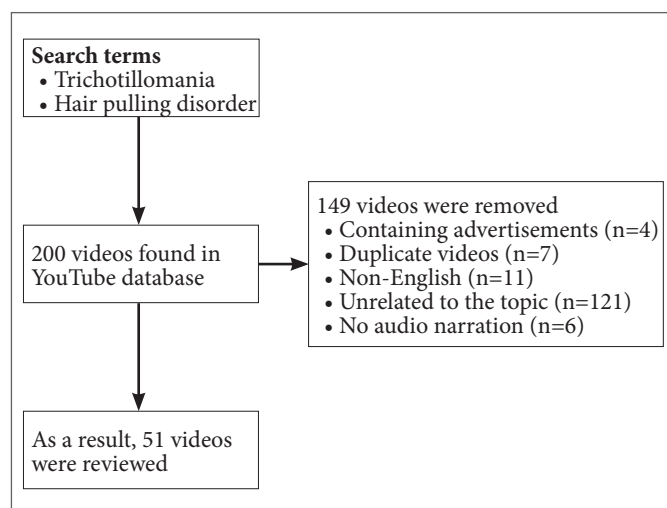 Search terms
• Trichotillomania
• Hair pulling disorder
200 videos found in
YouTube database
149 videos were removed
• Containing advertisements (n=4)
• Duplicate videos (n=7)
• Non-English (n=11)
• Unrelated to the topic (n=121)
• No audio narration (n=6)
As a result, 51 videos
were reviewed